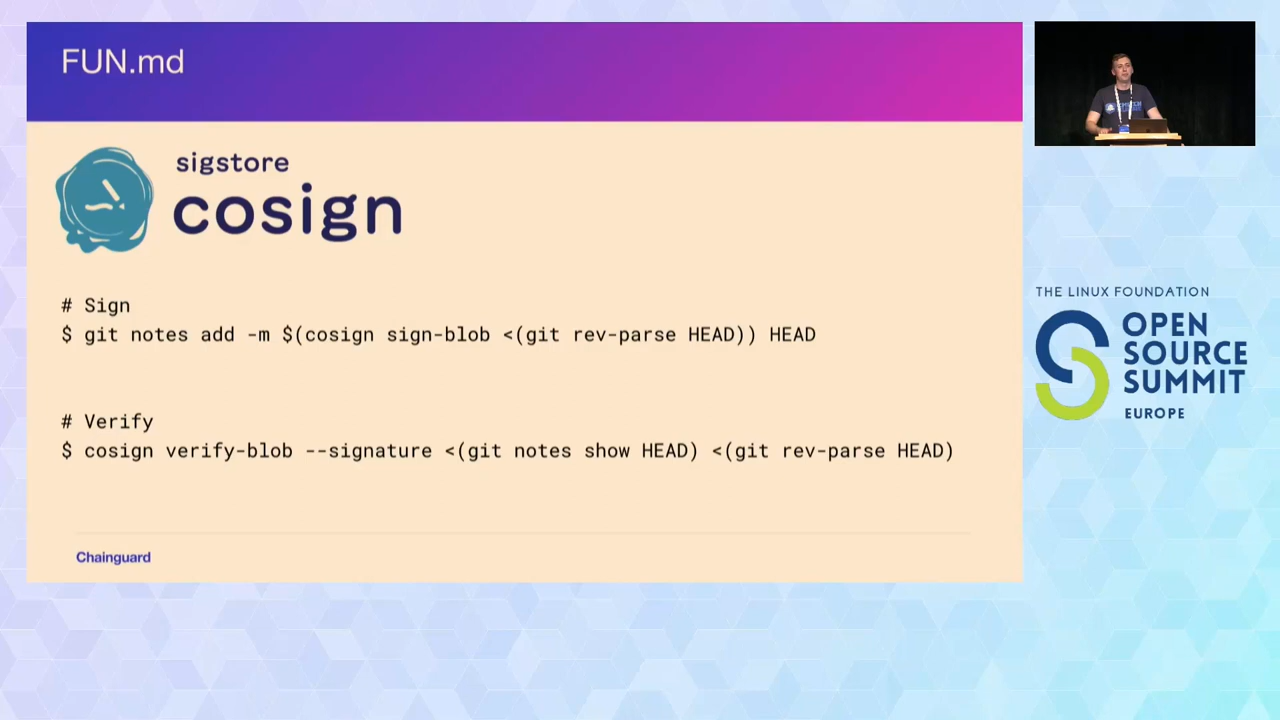 FUN.md
sigstore
cosign
# Sign
$ git notes add -m $(cosign sign-blob <(git rev-parse HEAD)) HEAD
# Verify
$ cosign verify-blob --signature <(git notes show HEAD) <(git rev-parse HEAD)
Chainguard
THE LINUX FOUNDATION
OPEN
SOURCE
SUMMIT
EUROPE